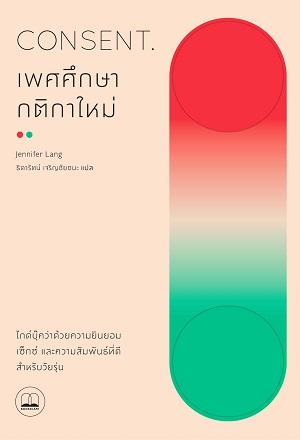 CONSENT.
เพศศึกษา
กติกาใหม่
Jennifer Lang
ธิดารัตน์ เจริญชัยชนะ แปล
ไกด์บุ๊กว่าด้วยความยินยอม
เซ็กซ์ และความสัมพันธ์ที่ดี
สำหรับวัยรุ่น
BOOKSCAPE